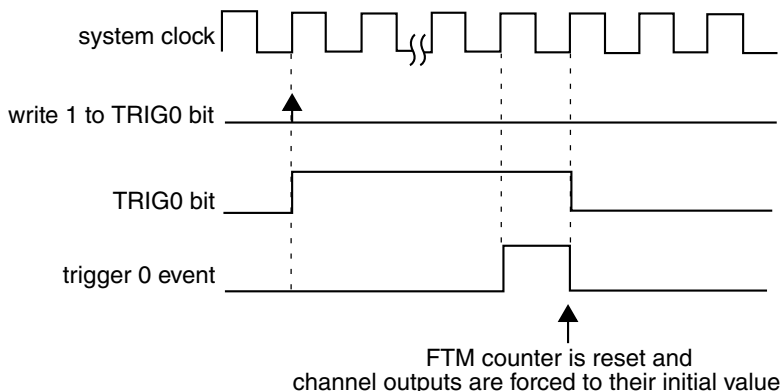 system clock
write 1 to TRIG0 bit
TRIG0 bit
trigger 0 event
FTM counter is reset and
channel outputs are forced to their initial value